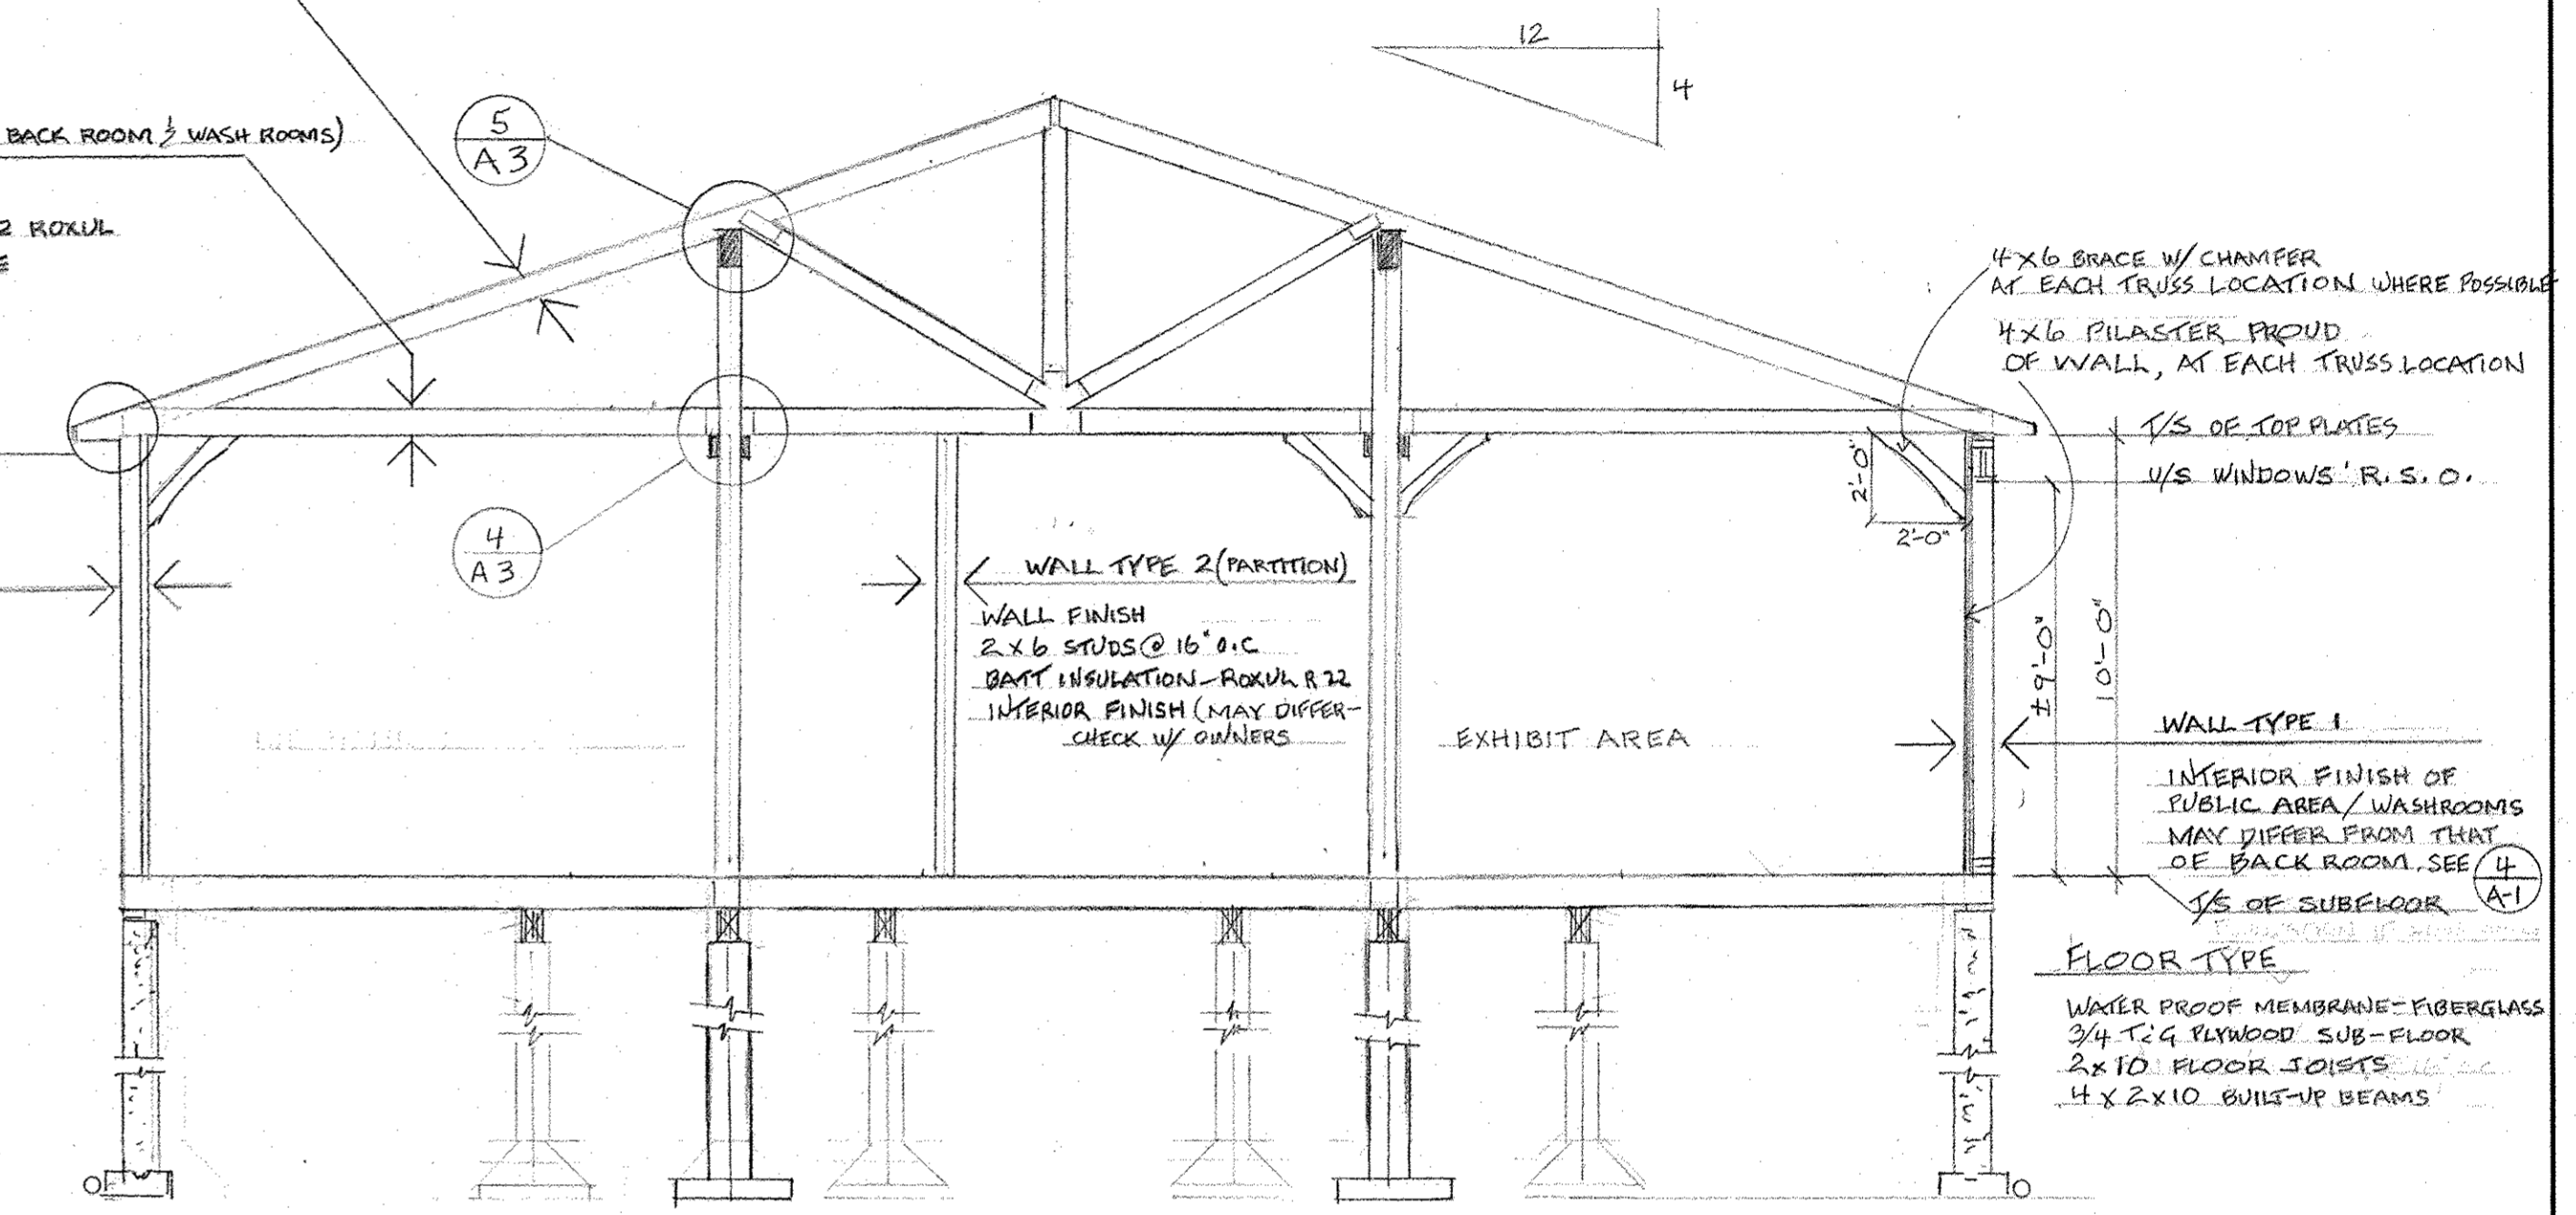 12
4
5
A3
BACK ROOM & WASH ROOMS)
2 ROXUL
4x6 BRACE W/ CHAMFER
AT EACH TRUSS LOCATION WHERE POSSIBLE
4x6 PILASTER PROUD
OF WALL, AT EACH TRUSS LOCATION
T/S OF TOP PLATES
U/S WINDOWS' R.S.O.
2'-0"
2'-0"
4
A3
WALL TYPE 2 (PARTITION)
WALL FINISH
2x6 STUDS @ 16" O.C
BATT INSULATION - ROXUL R 22
INTERIOR FINISH (MAY DIFFER-
CHECK W/ OWNERS
EXHIBIT AREA
±9'-0"
10'-0"
WALL TYPE 1
INTERIOR FINISH OF
PUBLIC AREA / WASHROOMS
MAY DIFFER FROM THAT
OF BACK ROOM. SEE 4
A-1
T/S OF SUBFLOOR
FLOOR TYPE
WATER PROOF MEMBRANE - FIBERGLASS
3/4 T&G PLYWOOD SUB-FLOOR
2x10 FLOOR JOISTS
4 x 2x10 BUILT-UP BEAMS